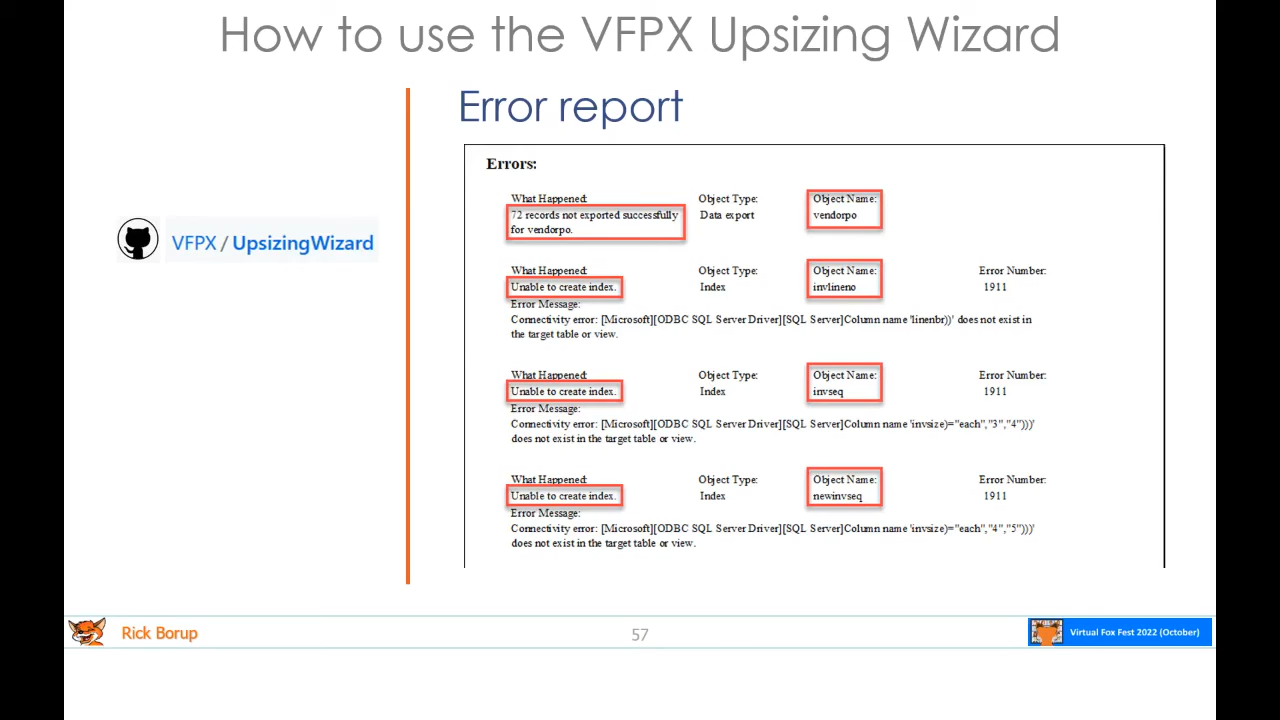 How to use the VFPX Upsizing Wizard
Error report
VFPX / UpsizingWizard
Errors:
What Happened: Object Type: Object Name:
72 records not exported successfully Data export vendorpo
for vendorpo.
What Happened: Object Type: Object Name: Error Number:
Unable to create index. Index invlineno 1911
Error Message:
Connectivity error: [Microsoft][ODBC SQL Server Driver][SQL Server]Column name 'linenbr))' does not exist in
the target table or view.
What Happened: Object Type: Object Name: Error Number:
Unable to create index. Index invseq 1911
Error Message:
Connectivity error: [Microsoft][ODBC SQL Server Driver][SQL Server]Column name 'invsize)="each","3","4")))'
does not exist in the target table or view.
What Happened: Object Type: Object Name: Error Number:
Unable to create index. Index newinvseq 1911
Error Message:
Connectivity error: [Microsoft][ODBC SQL Server Driver][SQL Server]Column name 'invsize)="each","4","5")))'
does not exist in the target table or view.
Rick Borup
57
Virtual Fox Fest 2022 (October)